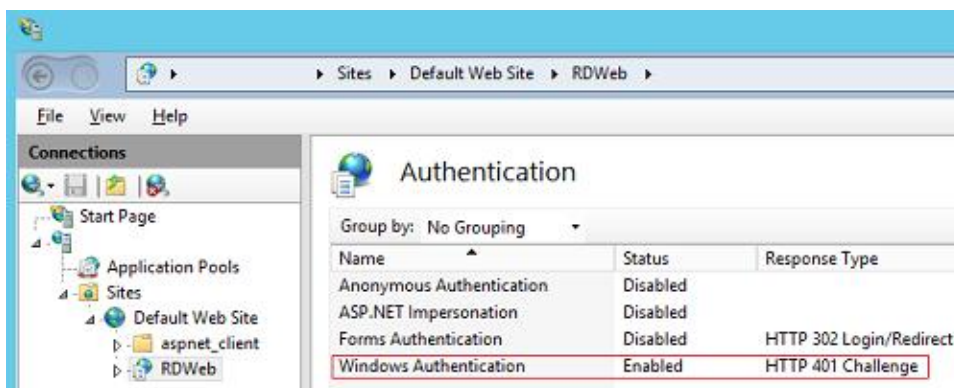 Sites Default Web Site RDWeb
File View Help
Connections
Start Page
Application Pools
Sites
Default Web Site
aspnet_client
RDWeb
Authentication
Group by: No Grouping
Name Status Response Type
Anonymous Authentication Disabled
ASP.NET Impersonation Disabled
Forms Authentication Disabled HTTP 302 Login/Redirect
Windows Authentication Enabled HTTP 401 Challenge